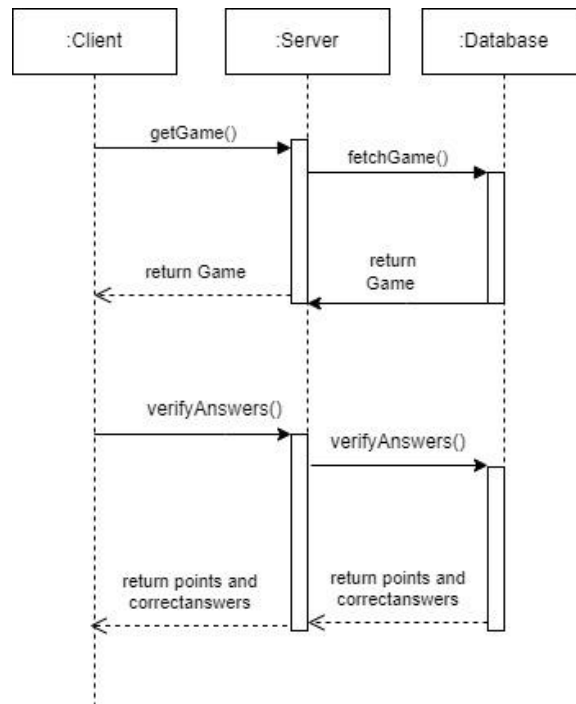 :Client
:Server
:Database
getGame()
fetchGame()
return Game
return
Game
verifyAnswers()
verifyAnswers()
return points and
correctanswers
return points and
correctanswers